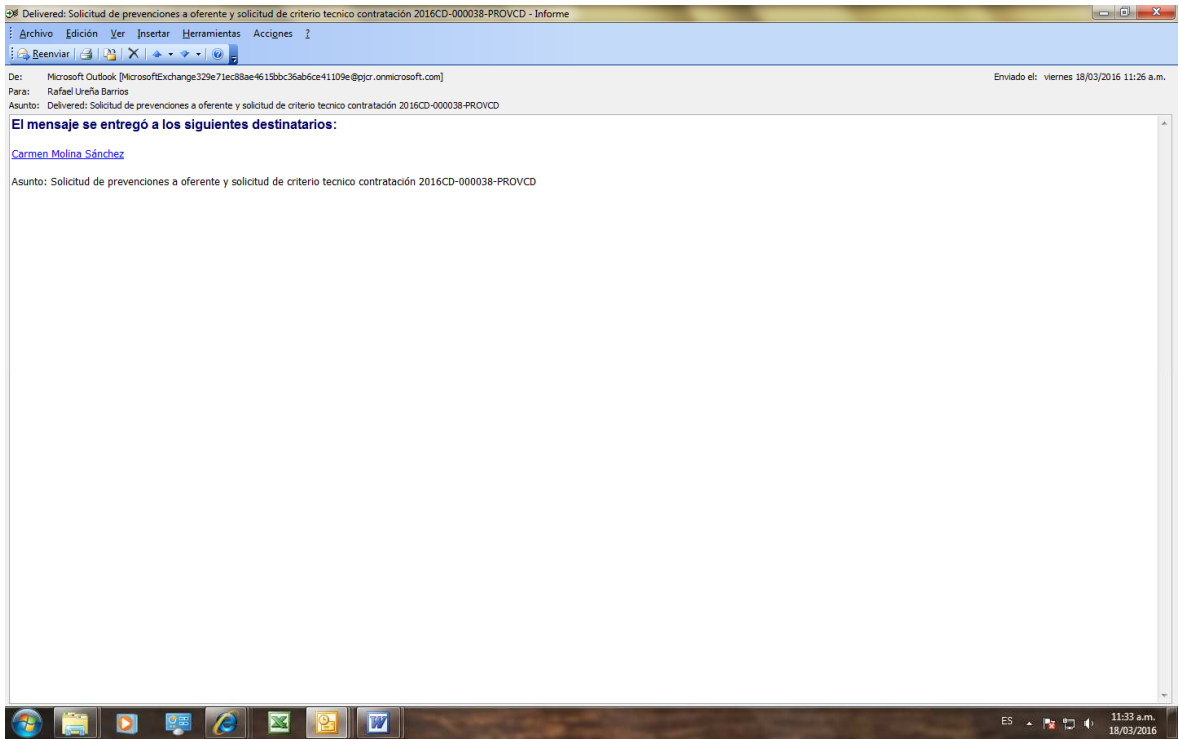 Delivered: Solicitud de prevenciones a oferente y solicitud de criterio tecnico contratación 2016CD-000038-PROVCD - Informe
Archivo Edición Ver Insertar Herramientas Acciones ?
Reenviar
De: Microsoft Outlook [MicrosoftExchange329e71ec88ae4615bbc36ab6ce41109e@pjcr.onmicrosoft.com] Enviado el: viernes 18/03/2016 11:26 a.m.
Para: Rafael Ureña Barrios
Asunto: Delivered: Solicitud de prevenciones a oferente y solicitud de criterio tecnico contratación 2016CD-000038-PROVCD
El mensaje se entregó a los siguientes destinatarios:
Carmen Molina Sánchez
Asunto: Solicitud de prevenciones a oferente y solicitud de criterio tecnico contratación 2016CD-000038-PROVCD
ES 11:33 a.m.
18/03/2016